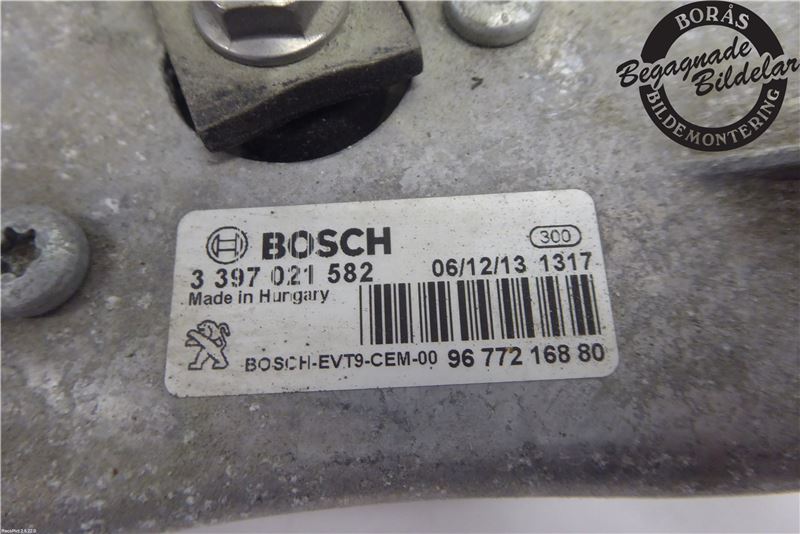 BORÅS
Begagnade
Bildelar
BILDEMONTERING
BOSCH
300
3 397 021 582
06/12/13 1317
Made in Hungary
BOSCH-EVT9-CEM-00 96 772 168 80